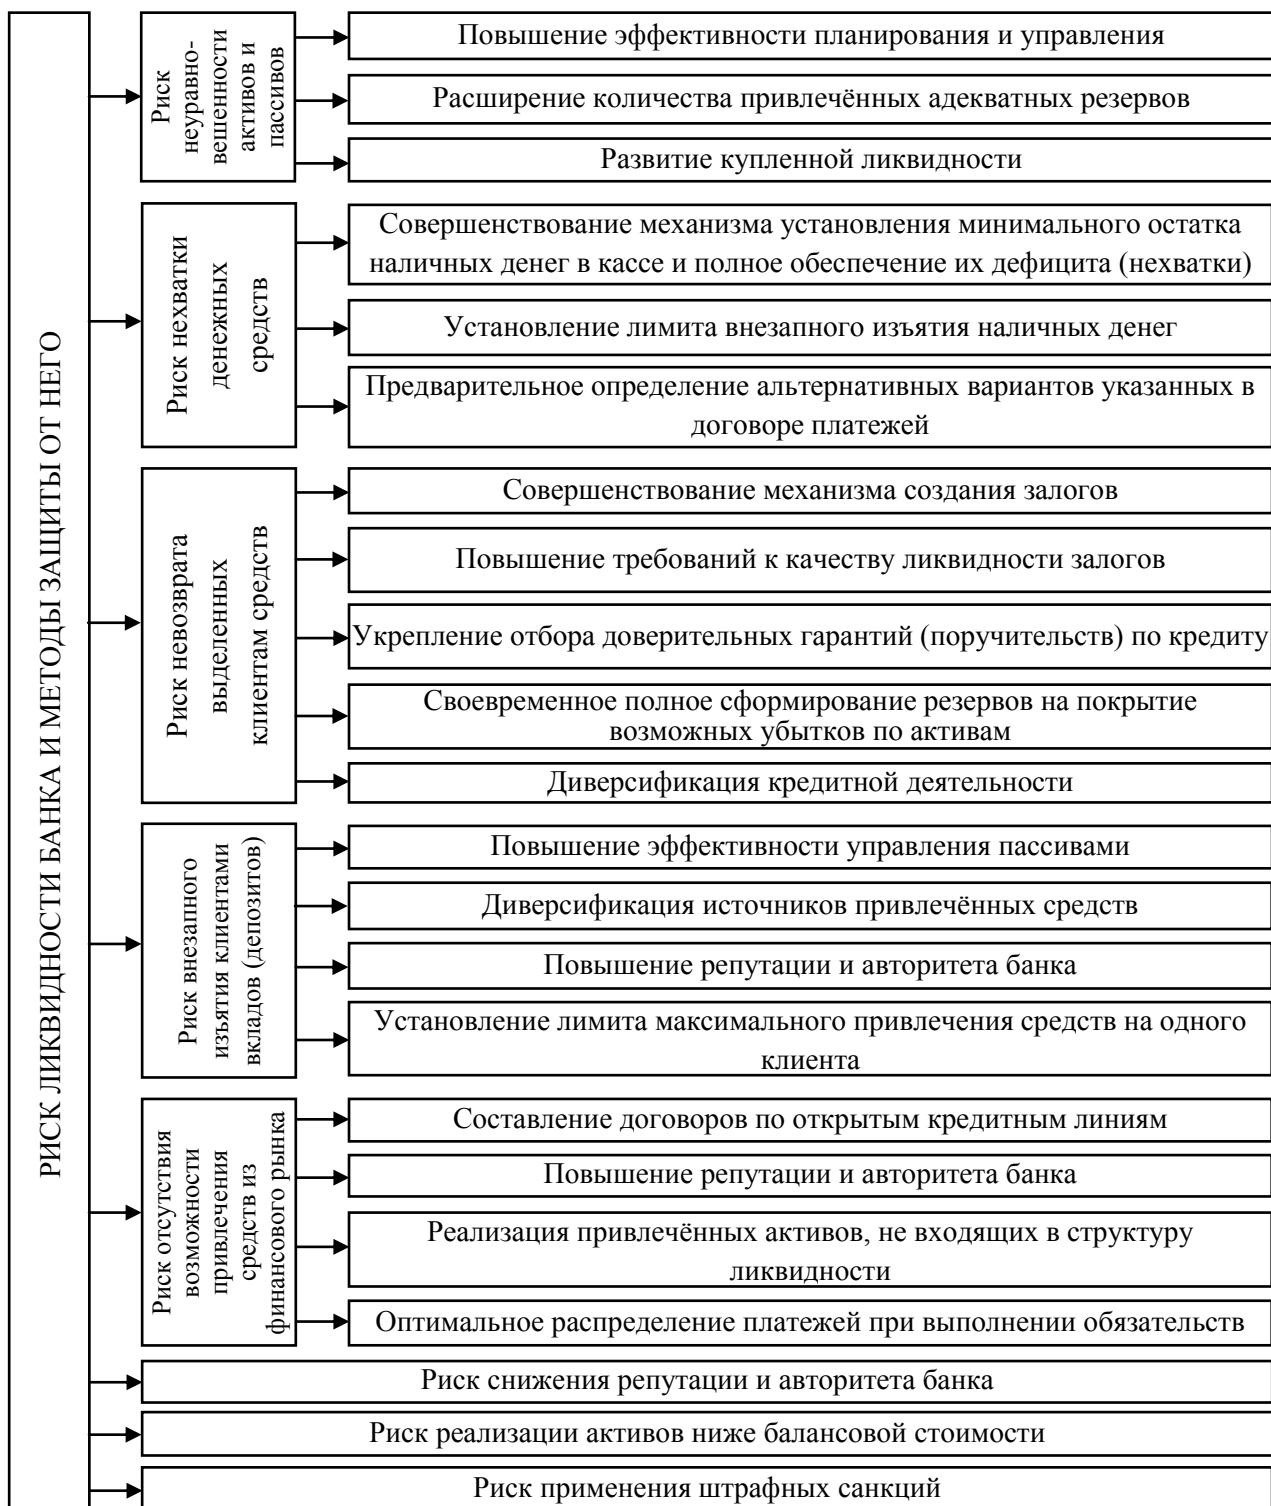 РИСК ЛИКВИДНОСТИ БАНКА И МЕТОДЫ ЗАЩИТЫ ОТ НЕГО
Риск
неуравно-
вешенности
активов и
пассивов
Повышение эффективности планирования и управления
Расширение количества привлечённых адекватных резервов
Развитие купленной ликвидности
Риск нехватки
денежных
средств
Совершенствование механизма установления минимального остатка
наличных денег в кассе и полное обеспечение их дефицита (нехватки)
Установление лимита внезапного изъятия наличных денег
Предварительное определение альтернативных вариантов указанных в
договоре платежей
Риск невозврата
выделенных
клиентам средств
Совершенствование механизма создания залогов
Повышение требований к качеству ликвидности залогов
Укрепление отбора доверительных гарантий (поручительств) по кредиту
Своевременное полное сформирование резервов на покрытие
возможных убытков по активам
Диверсификация кредитной деятельности
Риск внезапного
изъятия клиентами
вкладов (депозитов)
Повышение эффективности управления пассивами
Диверсификация источников привлечённых средств
Повышение репутации и авторитета банка
Установление лимита максимального привлечения средств на одного
клиента
Риск отсутствия
возможности
привлечения
средств из
финансового рынка
Составление договоров по открытым кредитным линиям
Повышение репутации и авторитета банка
Реализация привлечённых активов, не входящих в структуру
ликвидности
Оптимальное распределение платежей при выполнении обязательств
Риск снижения репутации и авторитета банка
Риск реализации активов ниже балансовой стоимости
Риск применения штрафных санкций